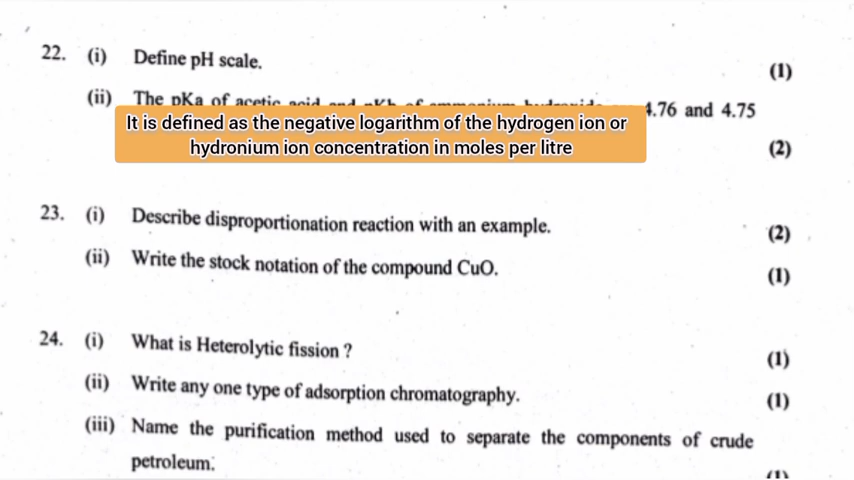 22. (i) Define pH scale.
(1)
(ii) The pKa of acetic acid and pKb of ammonium hydroxide 4.76 and 4.75
It is defined as the negative logarithm of the hydrogen ion or
hydronium ion concentration in moles per litre
(2)
23. (i) Describe disproportionation reaction with an example.
(2)
(ii) Write the stock notation of the compound CuO.
(1)
24. (i) What is Heterolytic fission ?
(1)
(ii) Write any one type of adsorption chromatography.
(1)
(iii) Name the purification method used to separate the components of crude
petroleum.
(1)